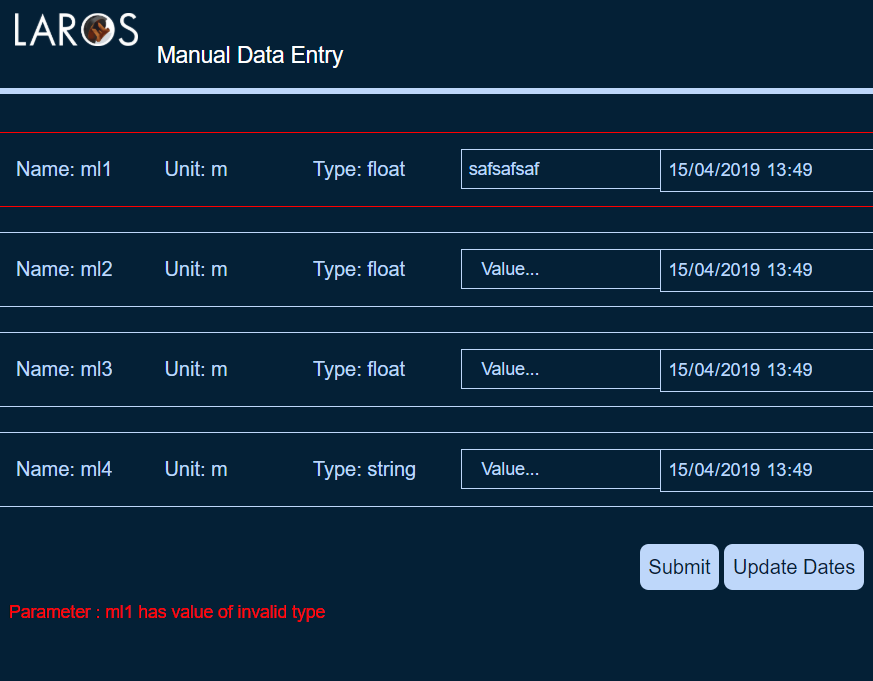 LAROS
Manual Data Entry
Name: ml1 Unit: m Type: float safsafsaf 15/04/2019 13:49
Name: ml2 Unit: m Type: float Value... 15/04/2019 13:49
Name: ml3 Unit: m Type: float Value... 15/04/2019 13:49
Name: ml4 Unit: m Type: string Value... 15/04/2019 13:49
Submit Update Dates
Parameter : ml1 has value of invalid type